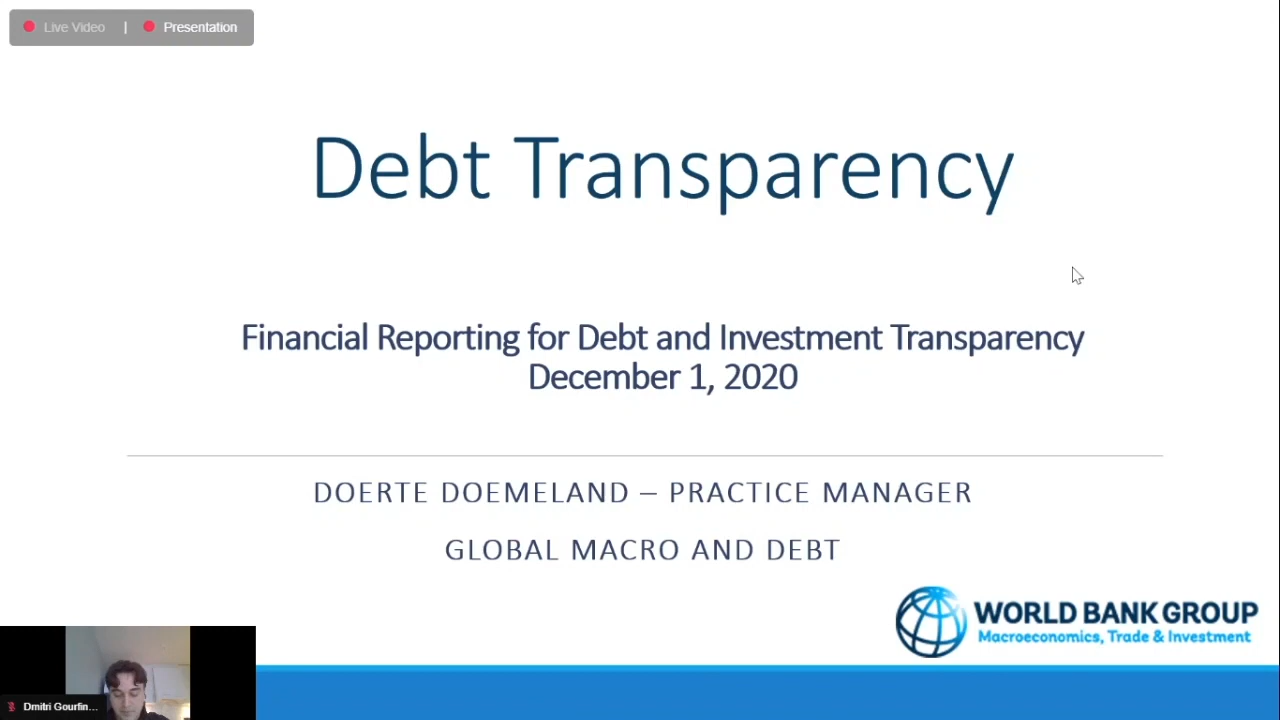 Live Video | Presentation
Debt Transparency
Financial Reporting for Debt and Investment Transparency
December 1, 2020
DOERTE DOEMELAND – PRACTICE MANAGER
GLOBAL MACRO AND DEBT
WORLD BANK GROUP
Macroeconomics, Trade & Investment
Dmitri Gourfin...